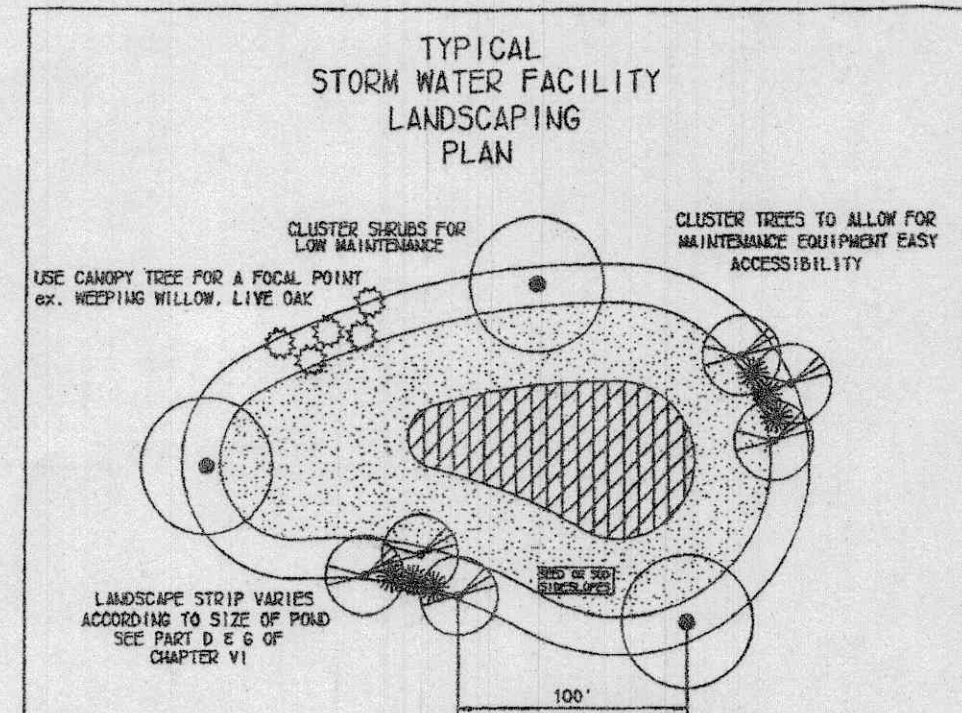 TYPICAL
STORM WATER FACILITY
LANDSCAPING
PLAN
CLUSTER SHRUBS FOR
LOW MAINTENANCE
CLUSTER TREES TO ALLOW FOR
MAINTENANCE EQUIPMENT EASY
ACCESSIBILITY
USE CANOPY TREE FOR A FOCAL POINT
ex. WEEPING WILLOW, LIVE OAK
SEED OR SOD
SIDESLOPES
LANDSCAPE STRIP VARIES
ACCORDING TO SIZE OF POND
SEE PART D & G OF
CHAPTER VI
100'